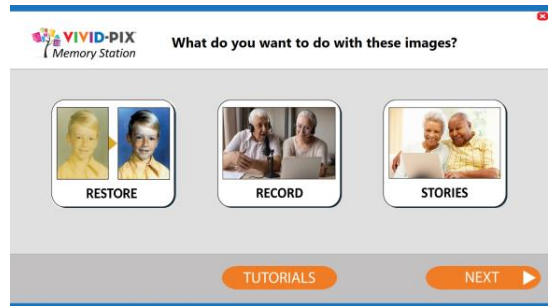 VIVID-PIX
Memory Station
What do you want to do with these images?
RESTORE
RECORD
STORIES
TUTORIALS
NEXT